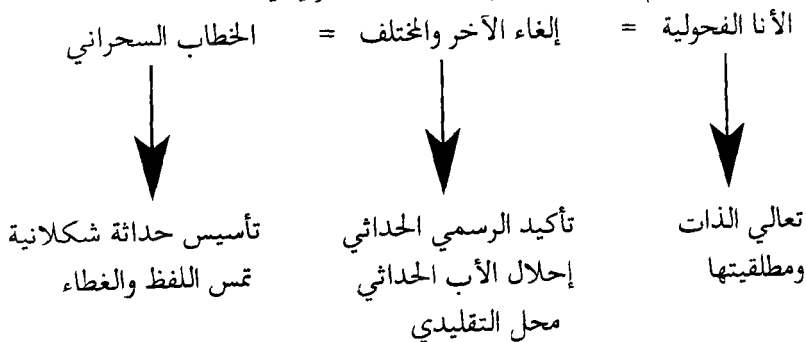 الأنا الفحولية = إلغاء الآخر والمختلف = الخطاب السحراني
تعالي الذات تأكيد الرسمي الحداثي تأسيس حداثة شكلانية
ومطلقيتها إحلال الأب الحداثي تمس اللفظ والغطاء
محل التقليدي